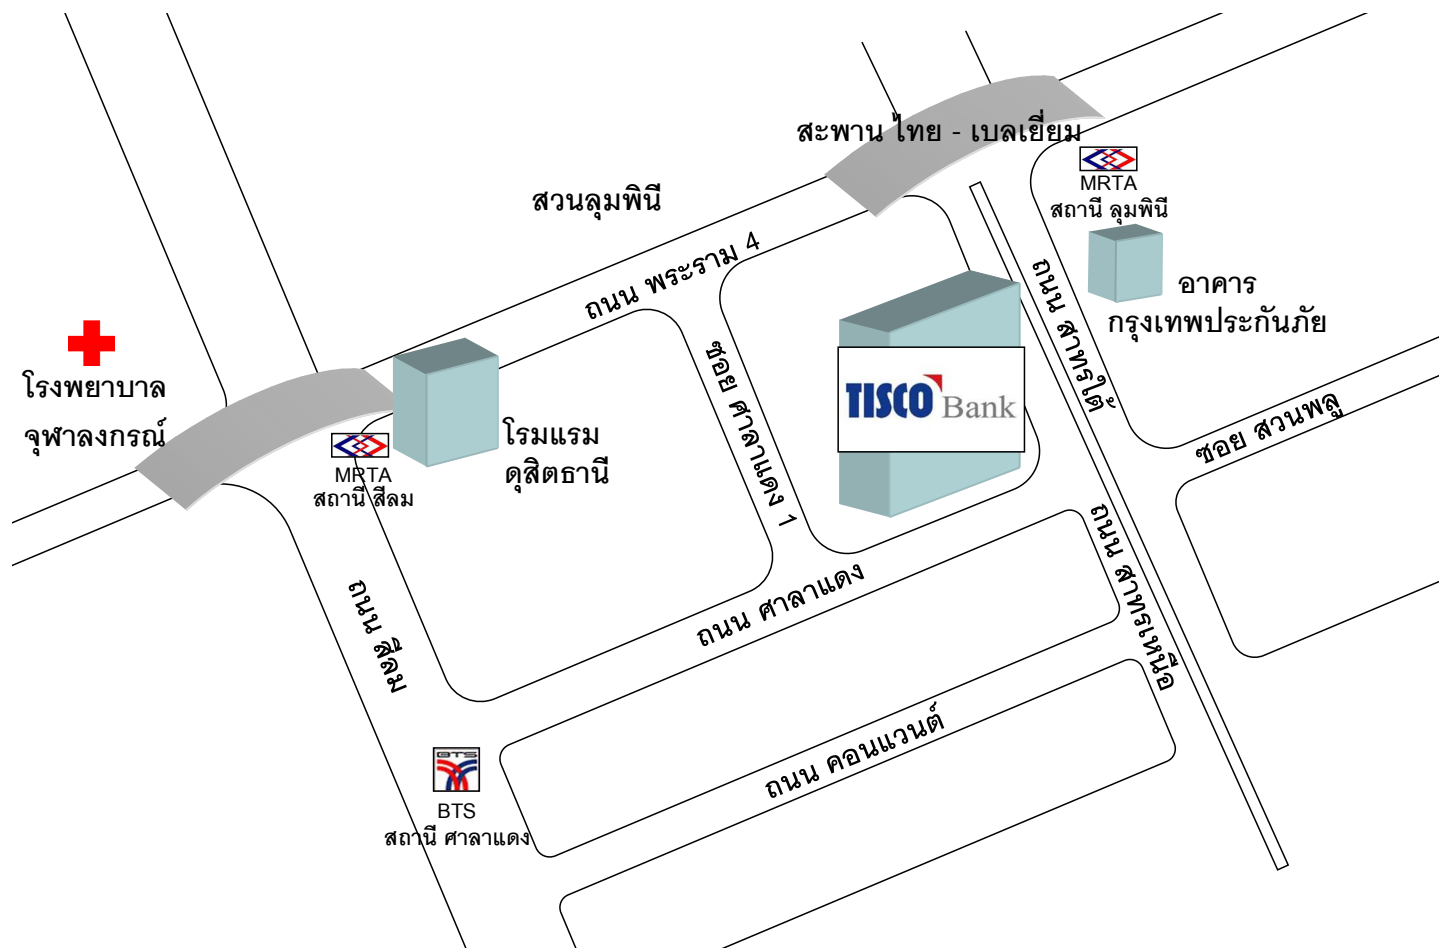 สะพาน ไทย - เบลเยี่ยม
MRTA
สถานี ลุมพินี
สวนลุมพินี
ถนน พระราม 4
ถนน สาทรใต้
อาคาร
กรุงเทพประกันภัย
โรงพยาบาล
จุฬาลงกรณ์
ซอย ศาลาแดง 1
TISCO Bank
ซอย สวนพลู
โรมแรม
ดุสิตธานี
MRTA
สถานี สีลม
ถนน สาทรเหนือ
ถนน ศาลาแดง
ถนน สีลม
ถนน คอนแวนต์
BTS
BTS
สถานี ศาลาแดง